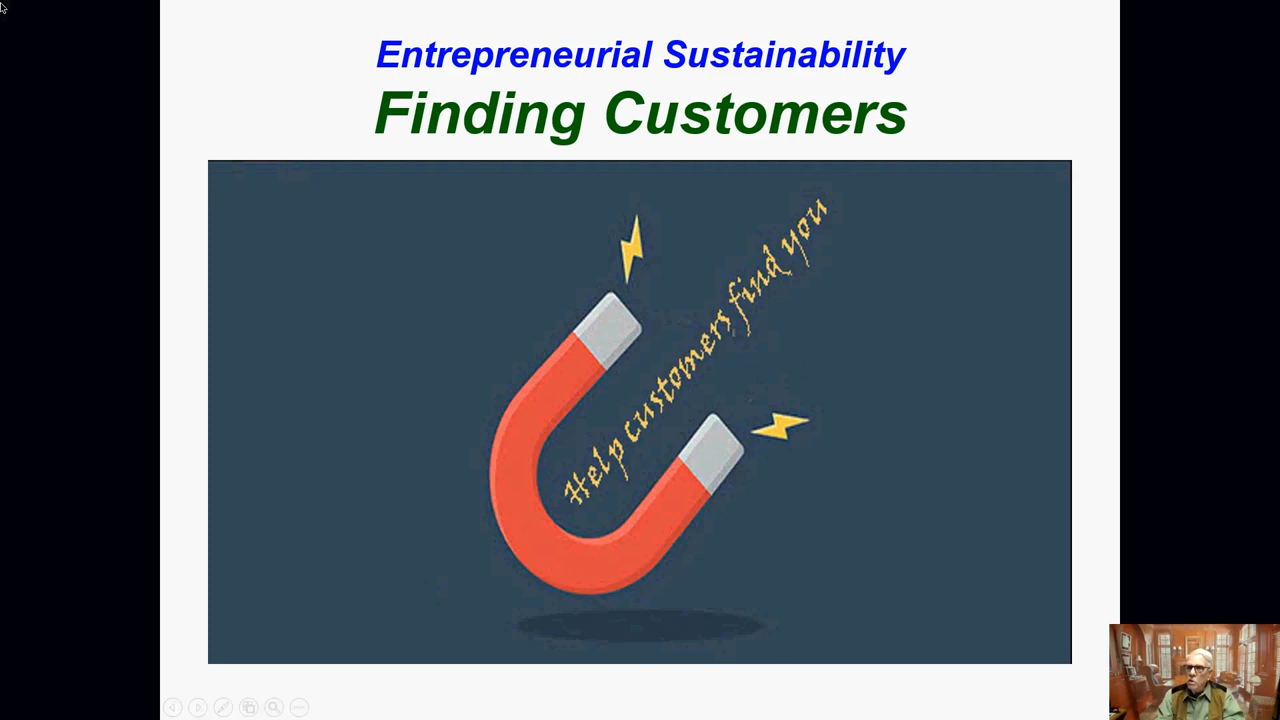 Entrepreneurial Sustainability
Finding Customers
Help customers find you